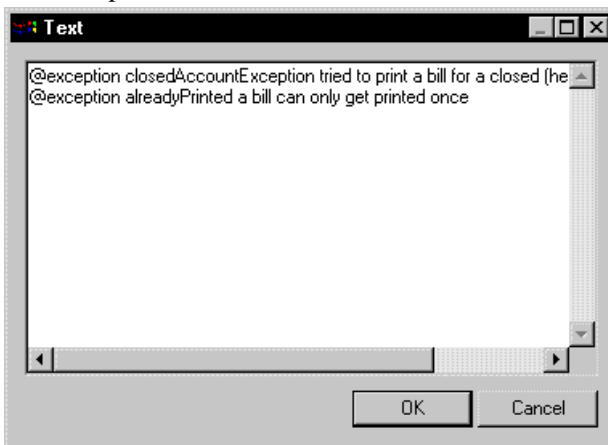 Text
@exception closedAccountException tried to print a bill for a closed (he
@exception alreadyPrinted a bill can only get printed once
OK
Cancel